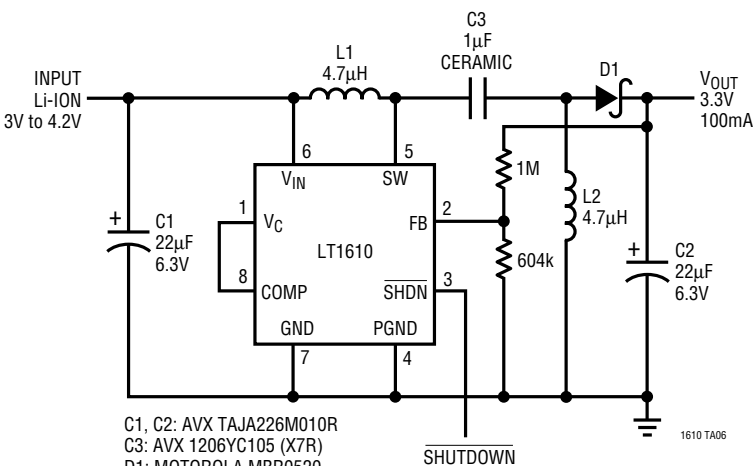 INPUT
Li-ION
3V to 4.2V
L1
4.7µH
C3
1µF
CERAMIC
D1
VOUT
3.3V
100mA
6
5
VIN
SW
1M
1
VC
FB
2
L2
4.7µH
C1
22µF
6.3V
+
LT1610
604k
+
C2
22µF
6.3V
8
COMP
SHDN
3
GND
PGND
7
4
C1, C2: AVX TAJA226M010R
C3: AVX 1206YC105 (X7R)
D1: MOTOROLA MBR0520
SHUTDOWN
1610 TA06